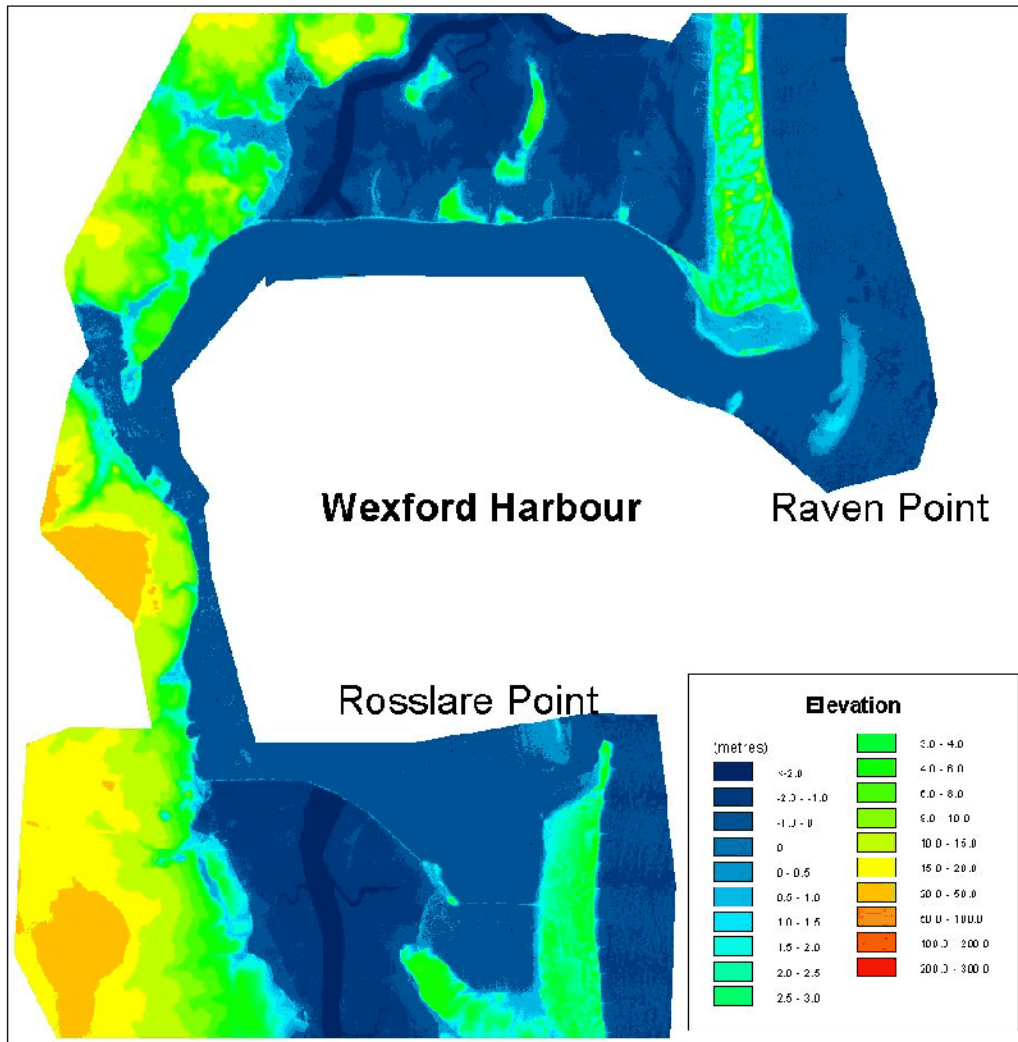 Wexford Harbour
Raven Point
Rosslare Point
Elevation
(metres)
<-2.0
-2.0 - -1.0
-1.0 - 0
0
0 - 0.5
0.5 - 1.0
1.0 - 1.5
1.5 - 2.0
2.0 - 2.5
2.5 - 3.0
3.0 - 4.0
4.0 - 6.0
6.0 - 8.0
8.0 - 10.0
10.0 - 15.0
15.0 - 20.0
20.0 - 50.0
50.0 - 100.0
100.0 - 200.0
200.0 - 300.0